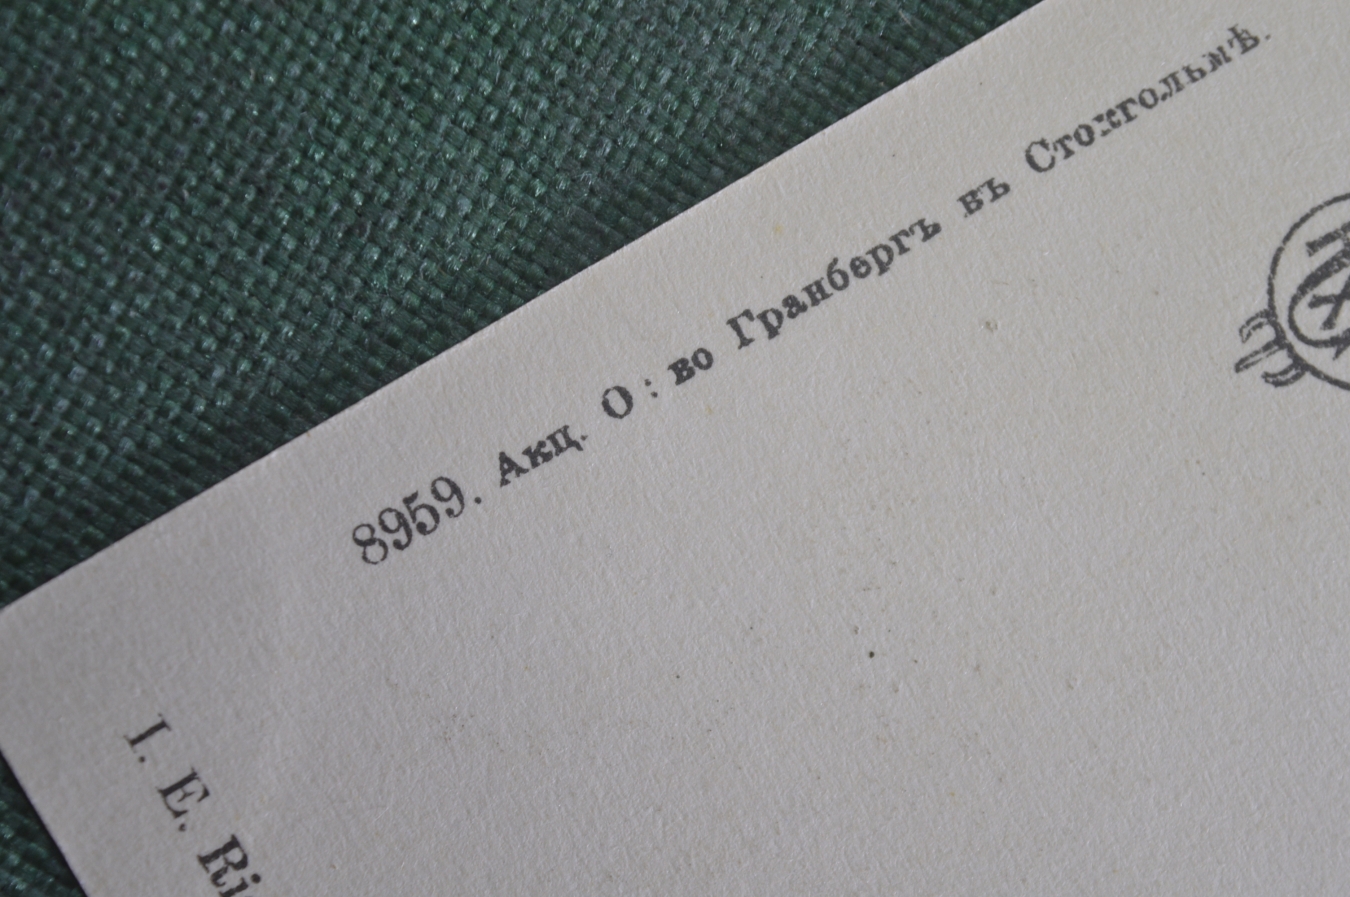 8959. Акц. О: во Гранбергъ въ Стокгольмѣ.
I. E.